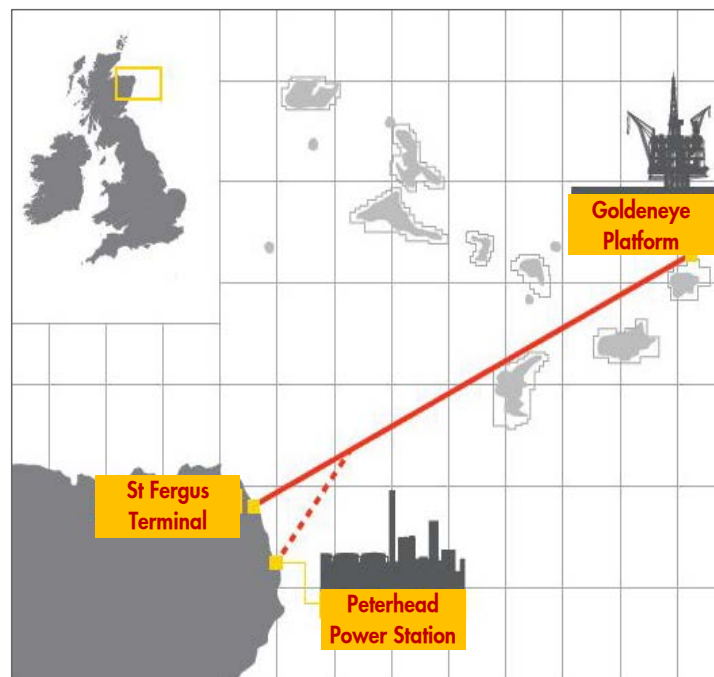 Goldeneye
Platform
St Fergus
Terminal
Peterhead
Power Station